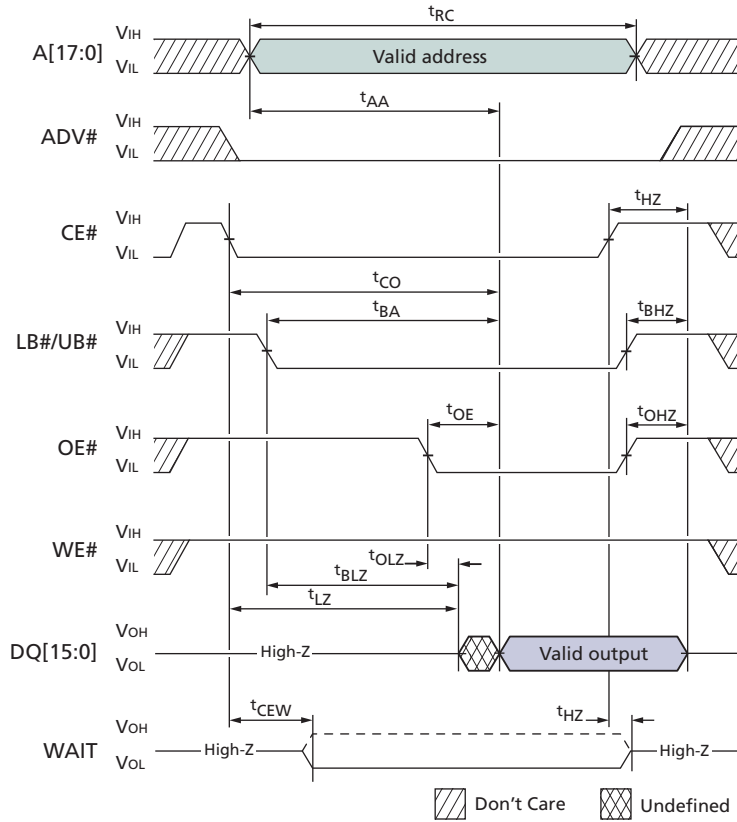 tRC
A[17:0] VIH VIL Valid address
tAA
ADV# VIH VIL
tHZ
CE# VIH VIL
tCO
tBA tBHZ
LB#/UB# VIH VIL
tOE tOHZ
OE# VIH VIL
WE# VIH VIL
tOLZ
tBLZ
tLZ
DQ[15:0] VOH VOL High-Z Valid output
tCEW tHZ
WAIT VOH VOL High-Z High-Z
Don't Care Undefined